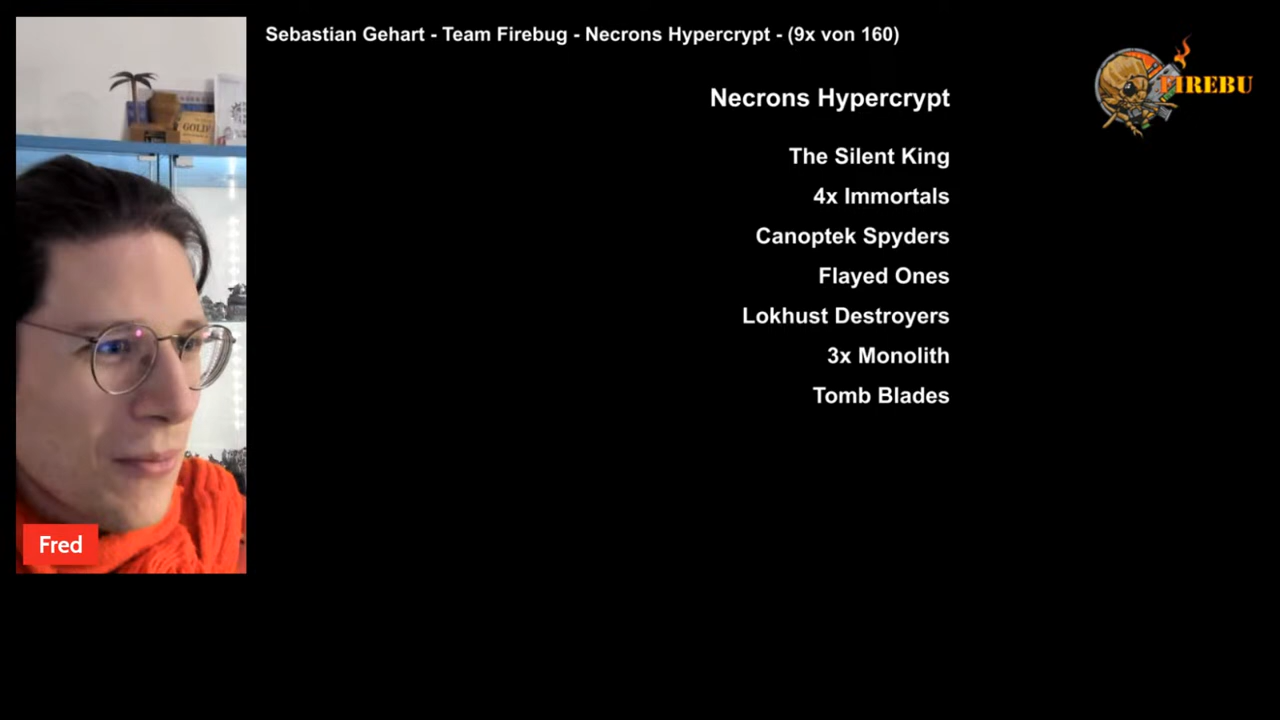 Sebastian Gehart - Team Firebug - Necrons Hypercrypt - (9x von 160)
FIREBU
Necrons Hypercrypt
The Silent King
4x Immortals
Canoptek Spyders
Flayed Ones
Lokhust Destroyers
3x Monolith
Tomb Blades
Fred